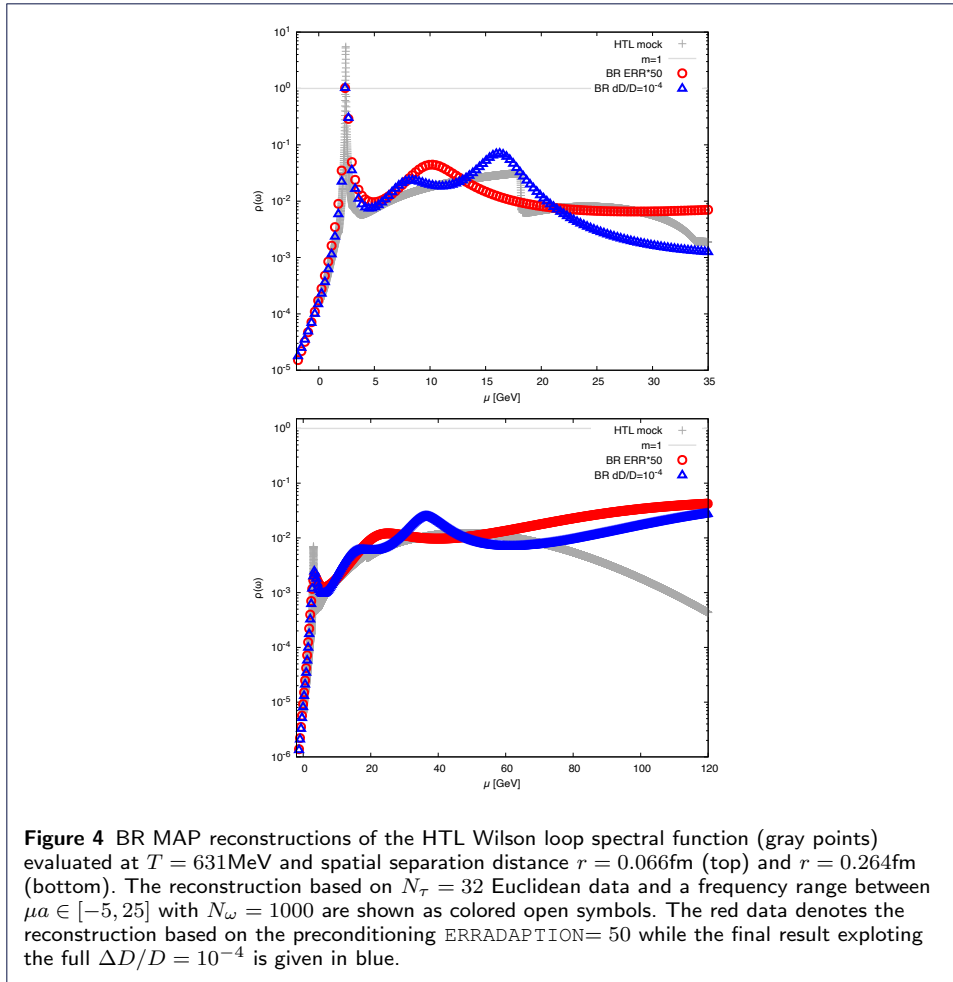 10^1
10^0
10^-1
10^-2
10^-3
10^-4
10^-5
ρ(ω)
HTL mock
m=1
BR ERR*50
BR dD/D=10^-4
0 5 10 15 20 25 30 35
μ [GeV]
10^0
10^-1
10^-2
10^-3
10^-4
10^-5
10^-6
ρ(ω)
HTL mock
m=1
BR ERR*50
BR dD/D=10^-4
0 20 40 60 80 100 120
μ [GeV]
Figure 4 BR MAP reconstructions of the HTL Wilson loop spectral function (gray points)
evaluated at T = 631MeV and spatial separation distance r = 0.066fm (top) and r = 0.264fm
(bottom). The reconstruction based on N_τ = 32 Euclidean data and a frequency range between
μa ∈ [−5, 25] with N_ω = 1000 are shown as colored open symbols. The red data denotes the
reconstruction based on the preconditioning ERRADAPTION= 50 while the final result exploting
the full ΔD/D = 10^−4 is given in blue.